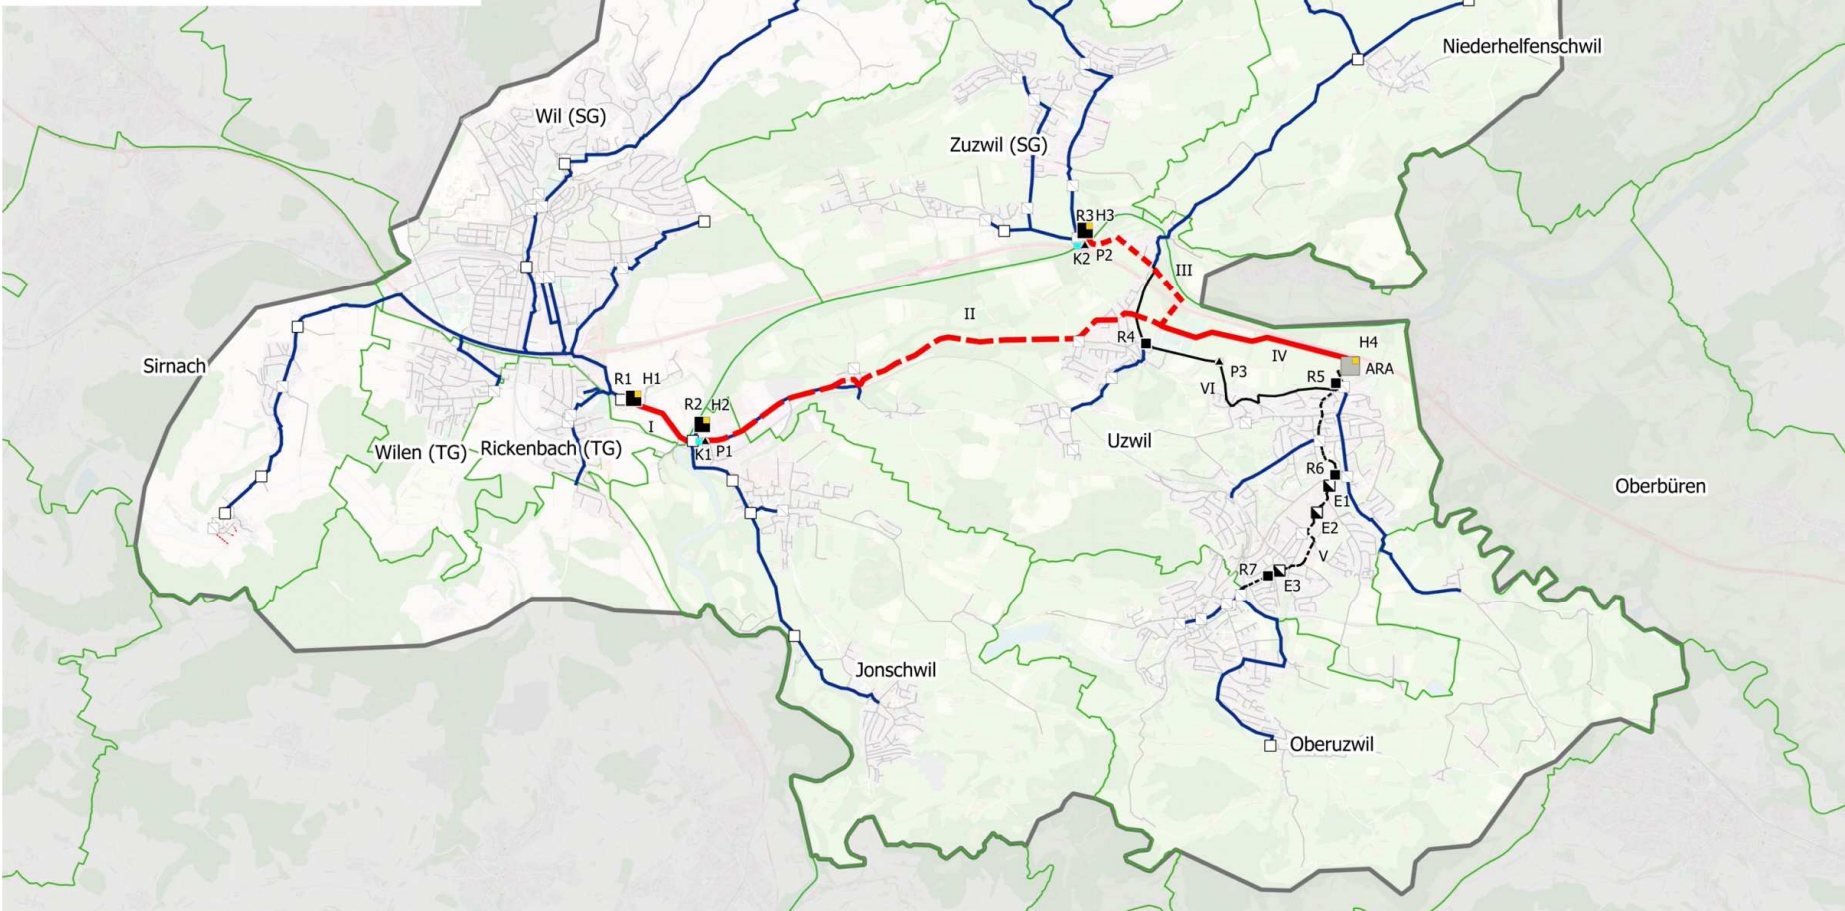 Niederhelfenschwil
Wil (SG)
Zuzwil (SG)
R3 H3
K2 P2
III
II
R4
IV
H4
ARA
P3
R5
VI
Sirnach
R1 H1
R2 H2
I
K1 P1
Wilen (TG)
Rickenbach (TG)
Uzwil
R6
E1
E2
Oberbüren
V
R7
E3
Jonschwil
Oberuzwil